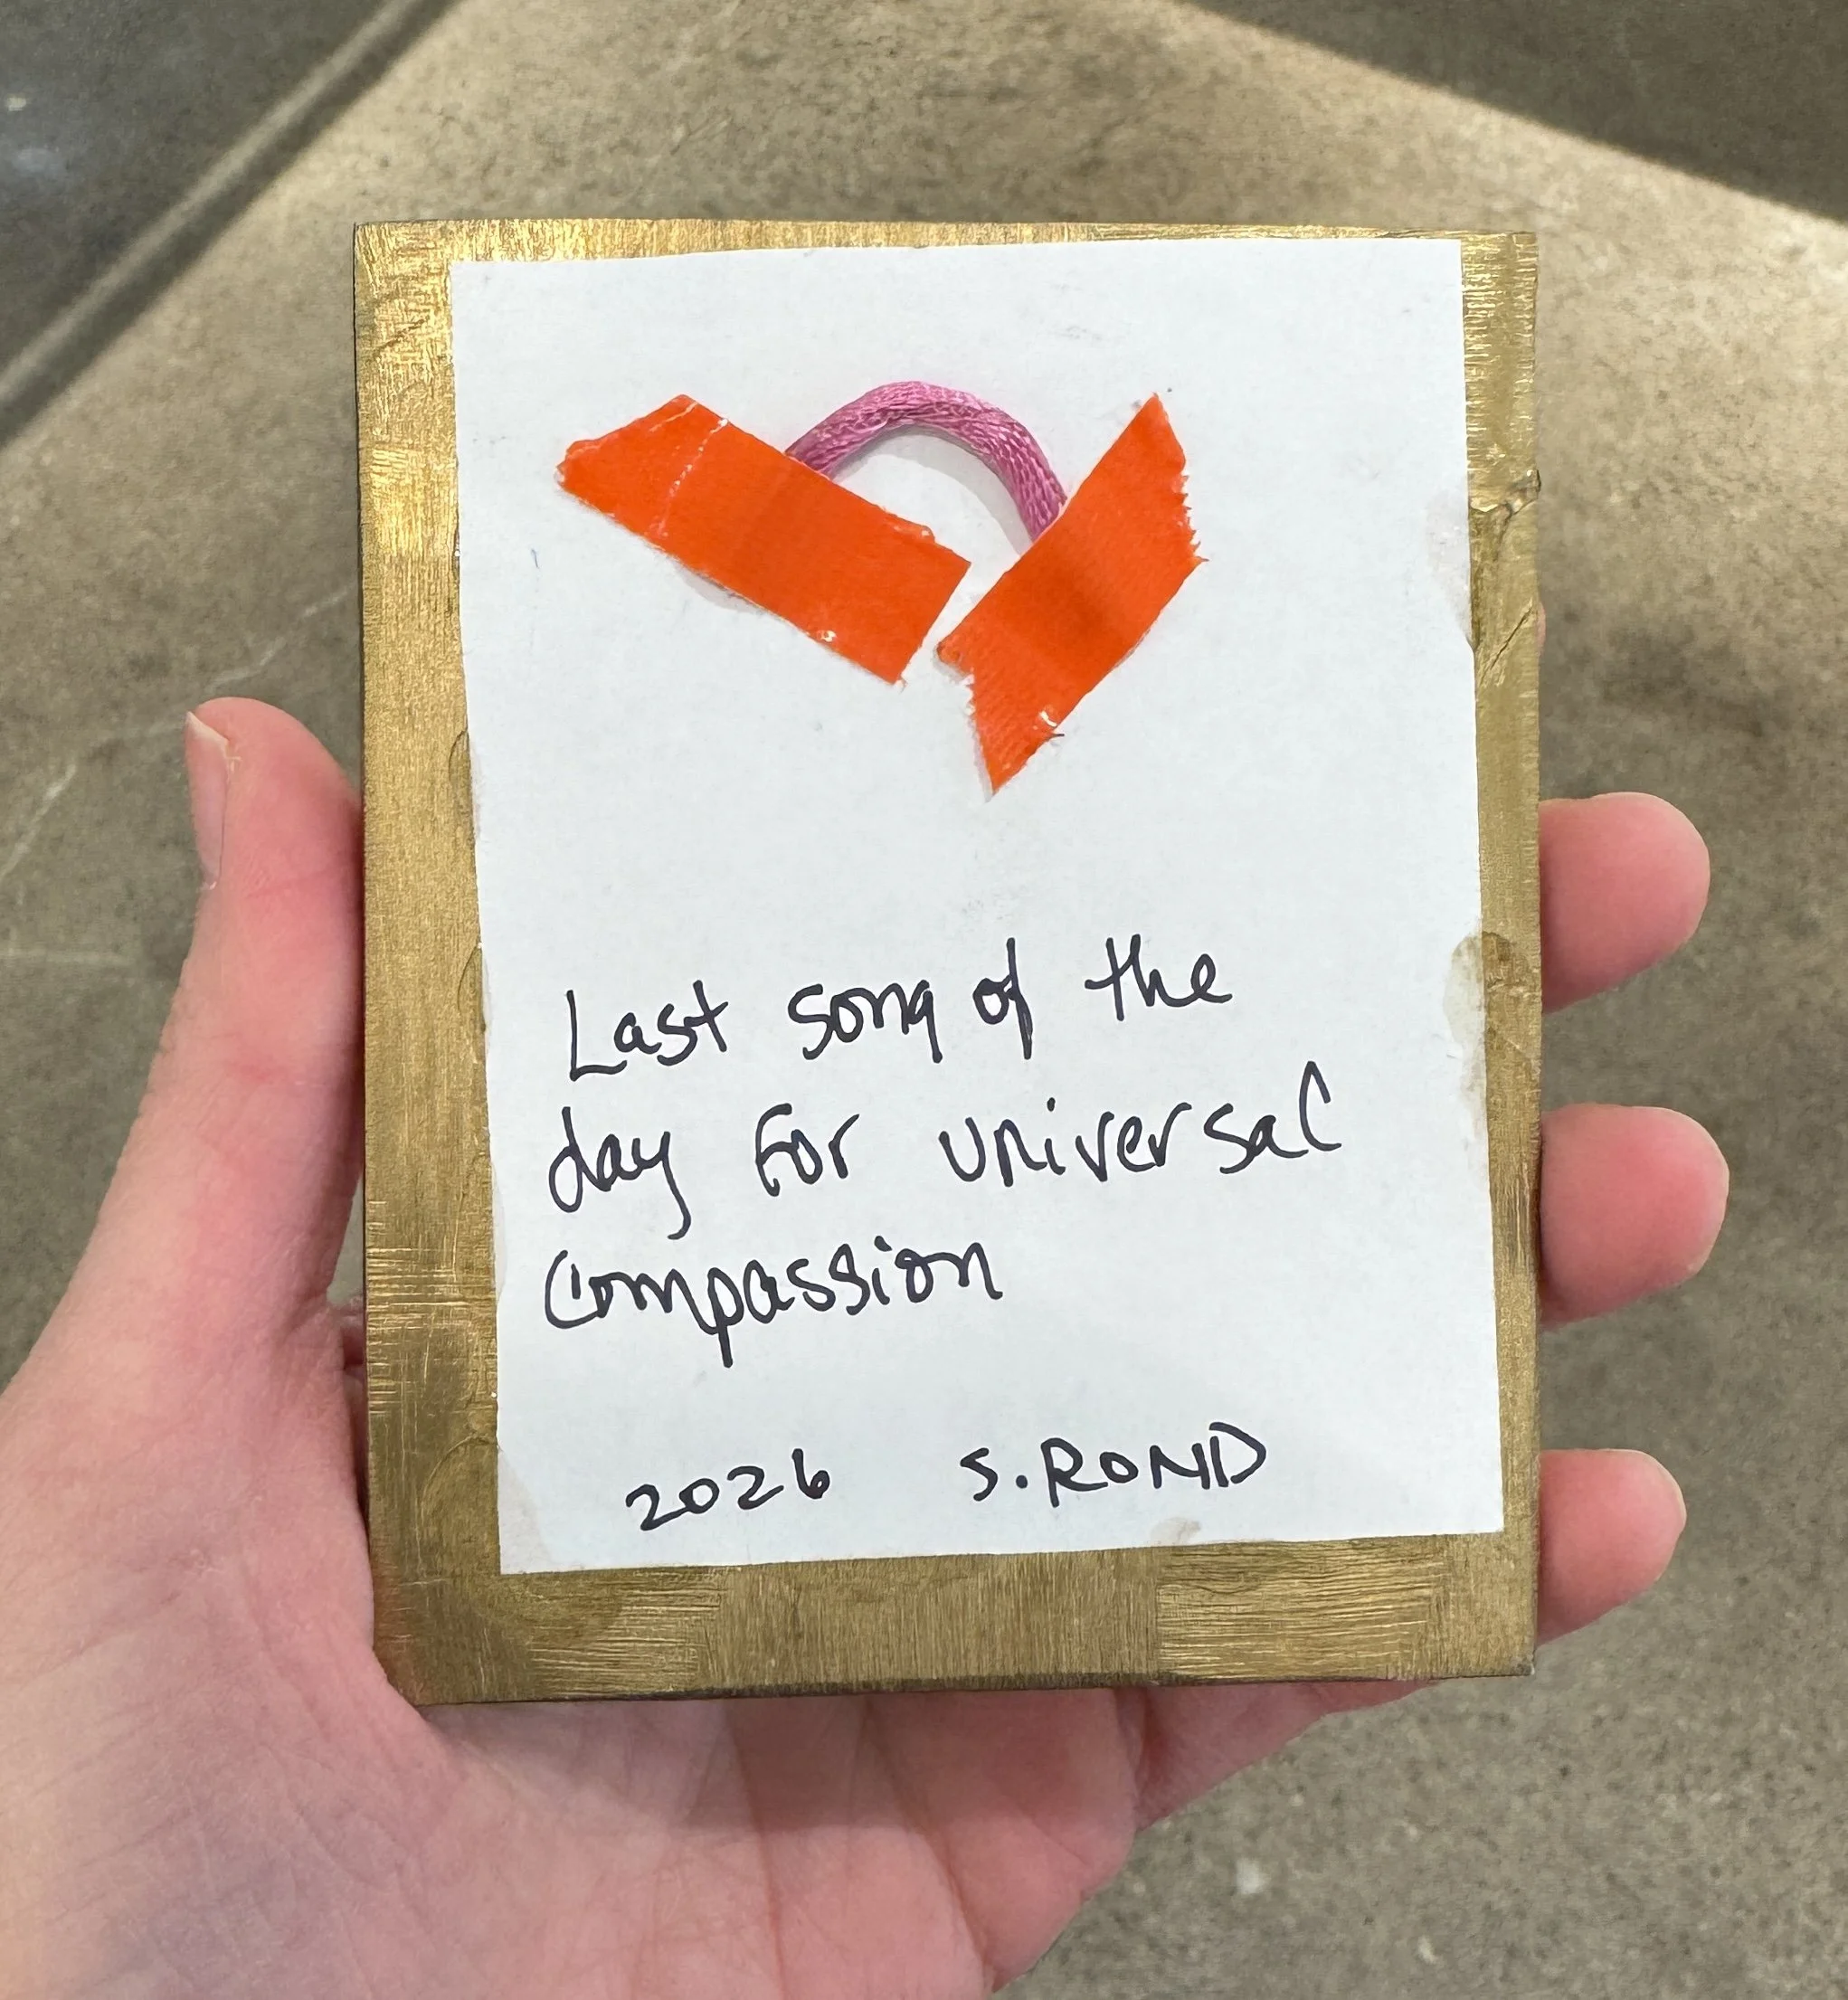 Last song of the
day for universal
compassion
2026 S. ROND